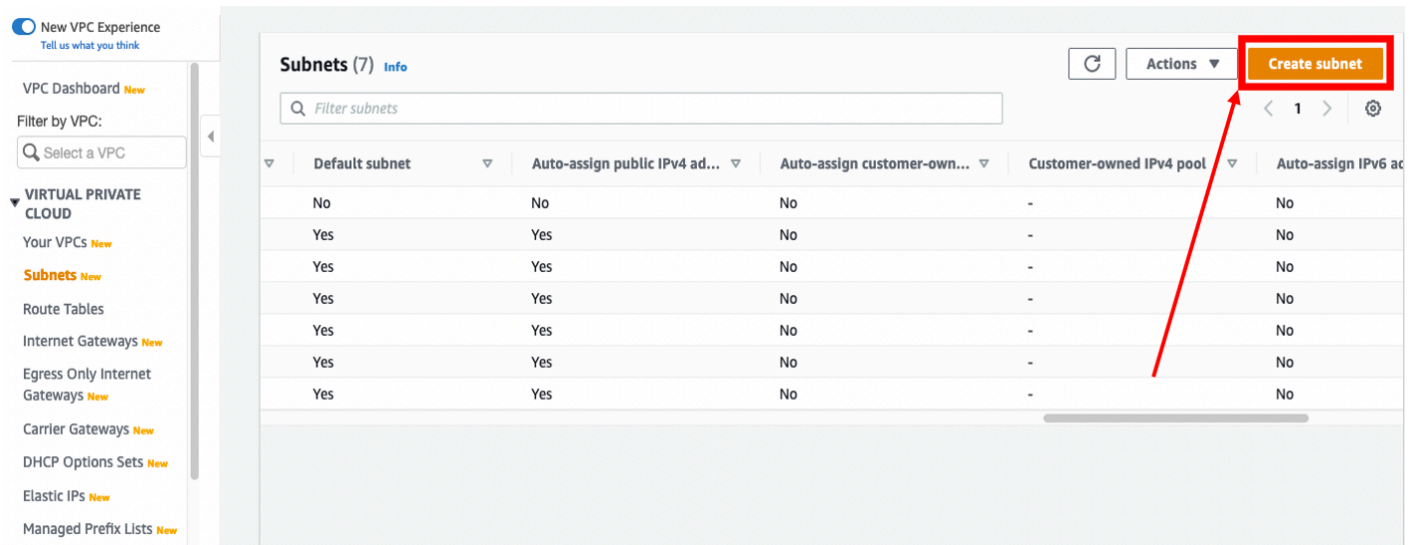 New VPC Experience
Tell us what you think
VPC Dashboard New
Filter by VPC:
Select a VPC
VIRTUAL PRIVATE
CLOUD
Your VPCs New
Subnets New
Route Tables
Internet Gateways New
Egress Only Internet
Gateways New
Carrier Gateways New
DHCP Options Sets New
Elastic IPs New
Managed Prefix Lists New
Subnets (7) Info
Actions
Create subnet
Filter subnets
1
Default subnet Auto-assign public IPv4 ad... Auto-assign customer-own... Customer-owned IPv4 pool Auto-assign IPv6 ac
No No No - No
Yes Yes No - No
Yes Yes No - No
Yes Yes No - No
Yes Yes No - No
Yes Yes No - No
Yes Yes No - No